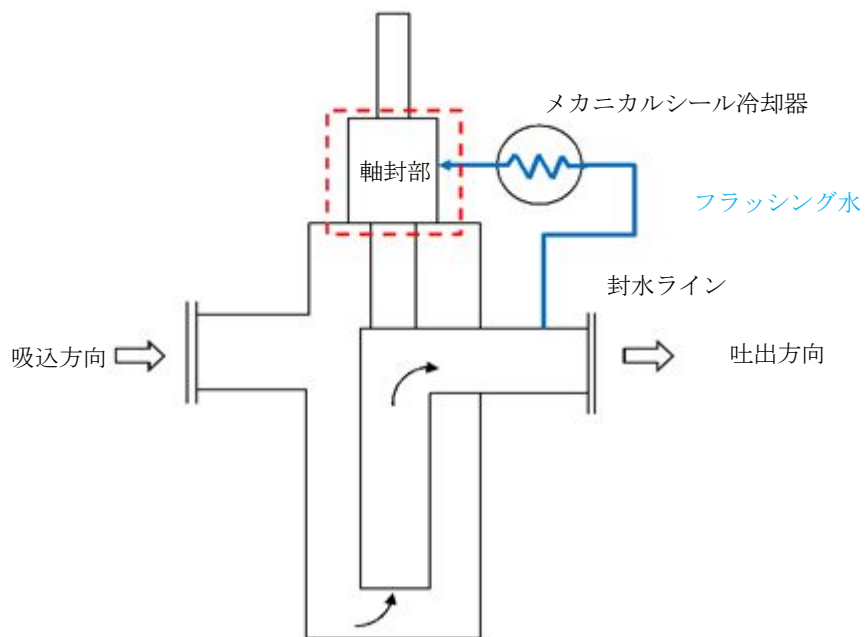 メカニカルシール冷却器
軸封部
フラッシング水
封水ライン
吸込方向
吐出方向